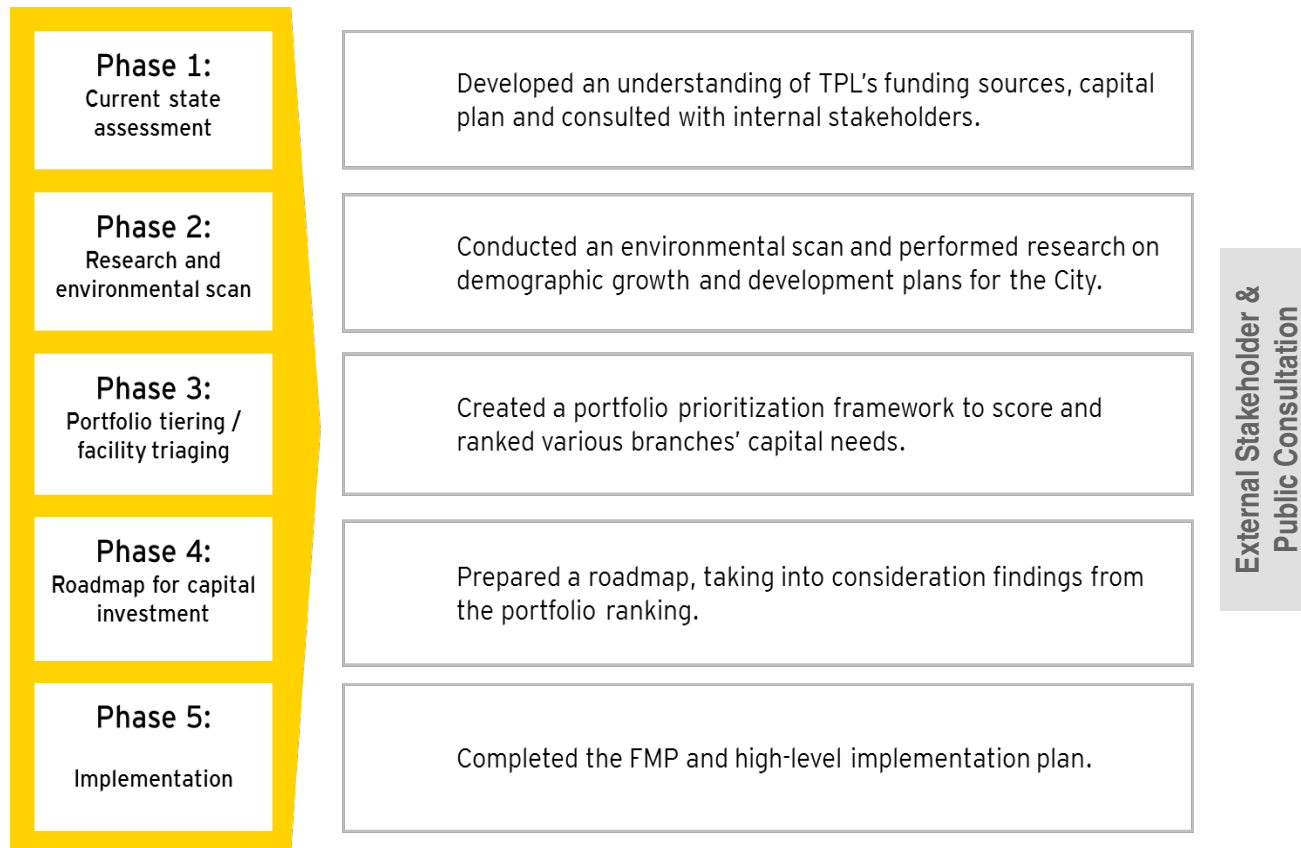 Phase 1:
Current state
assessment
Developed an understanding of TPL's funding sources, capital
plan and consulted with internal stakeholders.
Phase 2:
Research and
environmental scan
Conducted an environmental scan and performed research on
demographic growth and development plans for the City.
Phase 3:
Portfolio tiering /
facility triaging
Created a portfolio prioritization framework to score and
ranked various branches' capital needs.
Phase 4:
Roadmap for capital
investment
Prepared a roadmap, taking into consideration findings from
the portfolio ranking.
Phase 5:
Implementation
Completed the FMP and high-level implementation plan.
External Stakeholder &
Public Consultation